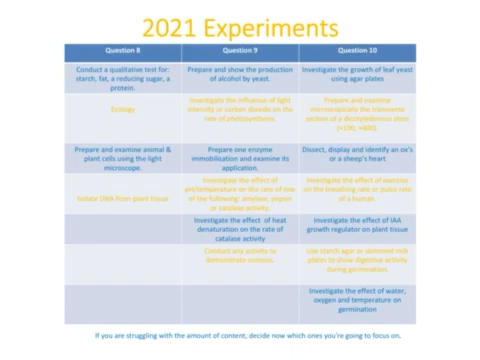 2021 Experiments
Question 8
Question 9
Question 10
Conduct a qualitative test for:
starch, fat, a reducing sugar, a
protein.
Prepare and show the production
of alcohol by yeast.
Investigate the growth of leaf yeast
using agar plates
Ecology
Investigate the influence of light
intensity or carbon dioxide on the
rate of photosynthesis.
Prepare and examine
microscopically the transverse
section of a dicotyledonous stem
(×100, ×400).
Prepare and examine animal &
plant cells using the light
microscope.
Prepare one enzyme
immobilisation and examine its
application.
Dissect, display and identify an ox's
or a sheep's heart
Isolate DNA from plant tissue
Investigate the effect of
pH/temperature on the rate of one
of the following: amylase, pepsin
or catalase activity.
Investigate the effect of exercise
on the breathing rate or pulse rate
of a human.
Investigate the effect of heat
denaturation on the rate of
catalase activity
Investigate the effect of IAA
growth regulator on plant tissue
Conduct any activity to
demonstrate osmosis.
Use starch agar or skimmed milk
plates to show digestive activity
during germination.
Investigate the effect of water,
oxygen and temperature on
germination
If you are struggling with the amount of content, decide now which ones you're going to focus on.